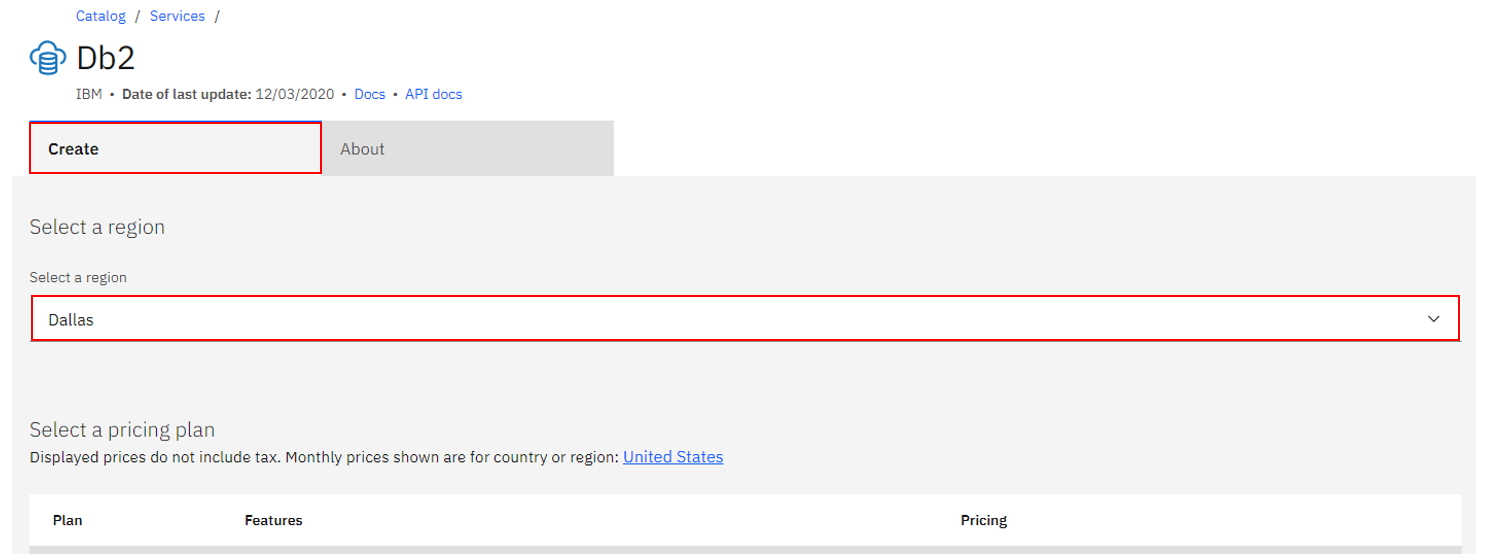 Catalog / Services /
Db2
IBM • Date of last update: 12/03/2020 • Docs • API docs
Create About
Select a region
Select a region
Dallas
Select a pricing plan
Displayed prices do not include tax. Monthly prices shown are for country or region: United States
Plan Features Pricing